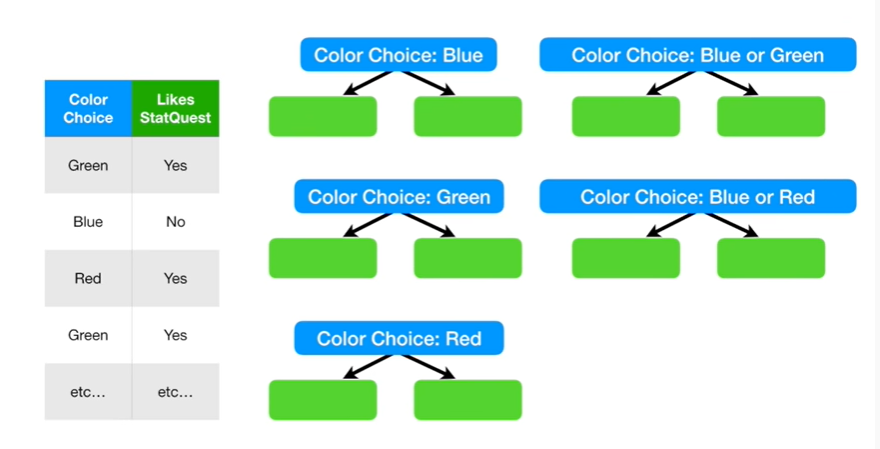 Color Choice: Blue
Color Choice: Blue or Green
Color Choice
Likes StatQuest
Green Yes
Blue No
Red Yes
Green Yes
etc... etc...
Color Choice: Green
Color Choice: Blue or Red
Color Choice: Red